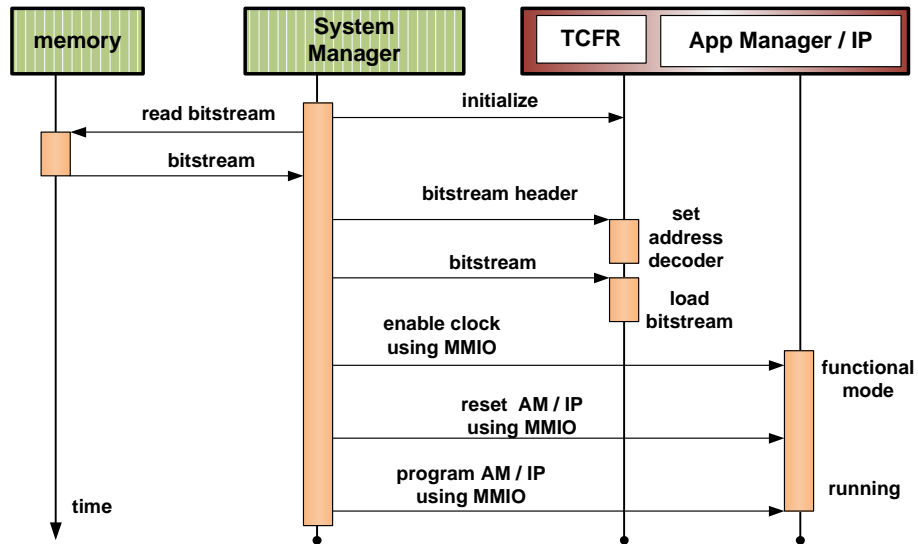 memory
System
Manager
TCFR
App Manager / IP
initialize
read bitstream
bitstream
bitstream header
set
address
decoder
bitstream
load
bitstream
enable clock
using MMIO
functional
mode
reset AM / IP
using MMIO
program AM / IP
using MMIO
running
time